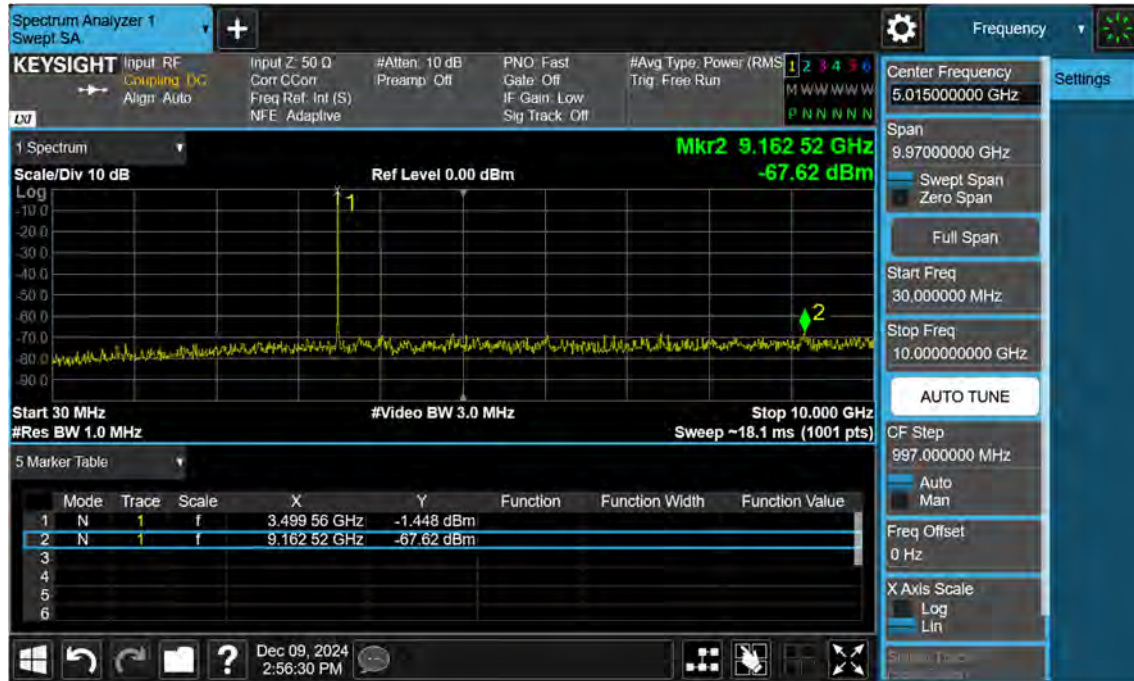 Spectrum Analyzer 1
Swept SA
+
Frequency
KEYSIGHT
Input: RF
Coupling: DC
Align: Auto
Input Z: 50 Ω
Corr CCorr
Freq Ref: Int (S)
NFE: Adaptive
#Atten: 10 dB
Preamp: Off
PNO: Fast
Gate: Off
IF Gain: Low
Sig Track: Off
#Avg Type: Power (RMS
Trig: Free Run
1 2 3 4 5 6
M W W W W W
P N N N N N
LXI
1 Spectrum
Scale/Div 10 dB
Ref Level 0.00 dBm
Mkr2 9.162 52 GHz
-67.62 dBm
Log
-10.0
-20.0
-30.0
-40.0
-50.0
-60.0
-70.0
-80.0
-90.0
1
2
Start 30 MHz
#Video BW 3.0 MHz
Stop 10.000 GHz
#Res BW 1.0 MHz
Sweep ~18.1 ms (1001 pts)
5 Marker Table
Mode Trace Scale X Y Function Function Width Function Value
1 N 1 f 3.499 56 GHz -1.448 dBm
2 N 1 f 9.162 52 GHz -67.62 dBm
3
4
5
6
Center Frequency
5.015000000 GHz
Settings
Span
9.97000000 GHz
Swept Span
Zero Span
Full Span
Start Freq
30.000000 MHz
Stop Freq
10.000000000 GHz
AUTO TUNE
CF Step
997.000000 MHz
Auto
Man
Freq Offset
0 Hz
X Axis Scale
Log
Lin
?
Dec 09, 2024
2:56:30 PM